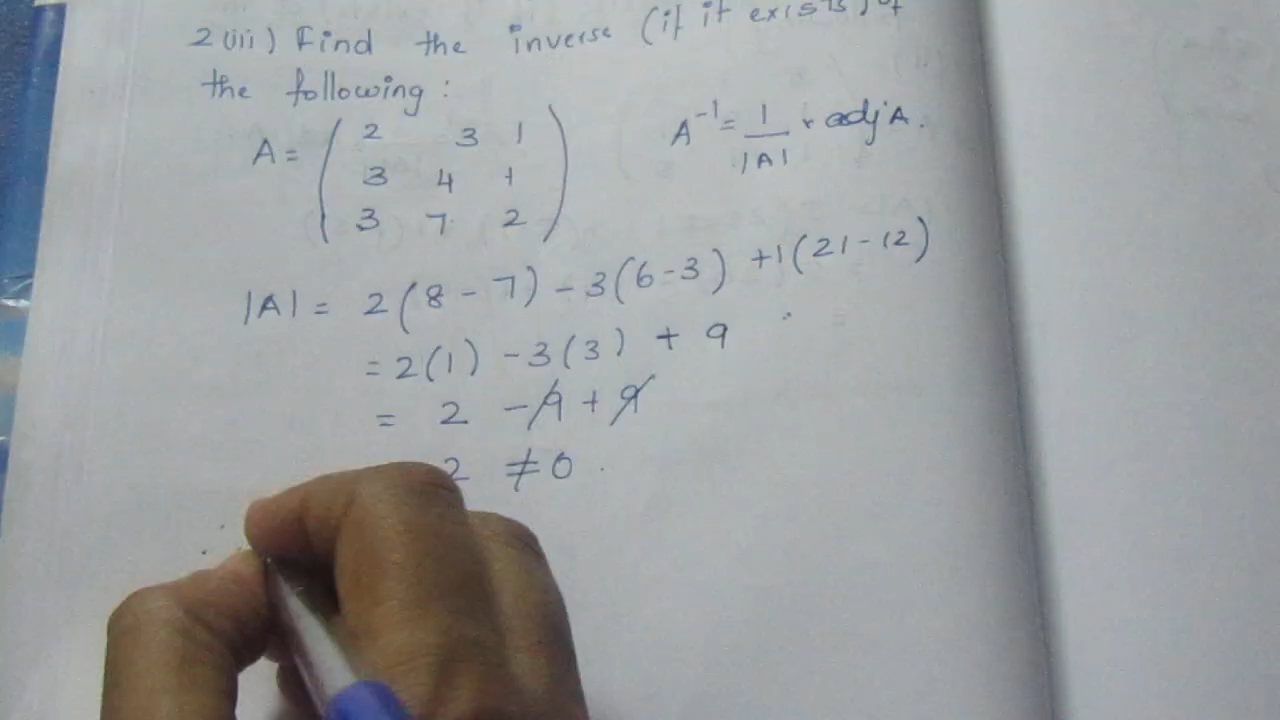 2(iii) Find the inverse (if it exists) of
the following:
A = ( 2 3 1
3 4 1
3 7 2 )
A⁻¹ = 1/|A| × adj A.
|A| = 2(8 - 7) - 3(6 - 3) + 1(21 - 12)
= 2(1) - 3(3) + 9
= 2 - 9 + 9
2 ≠ 0.